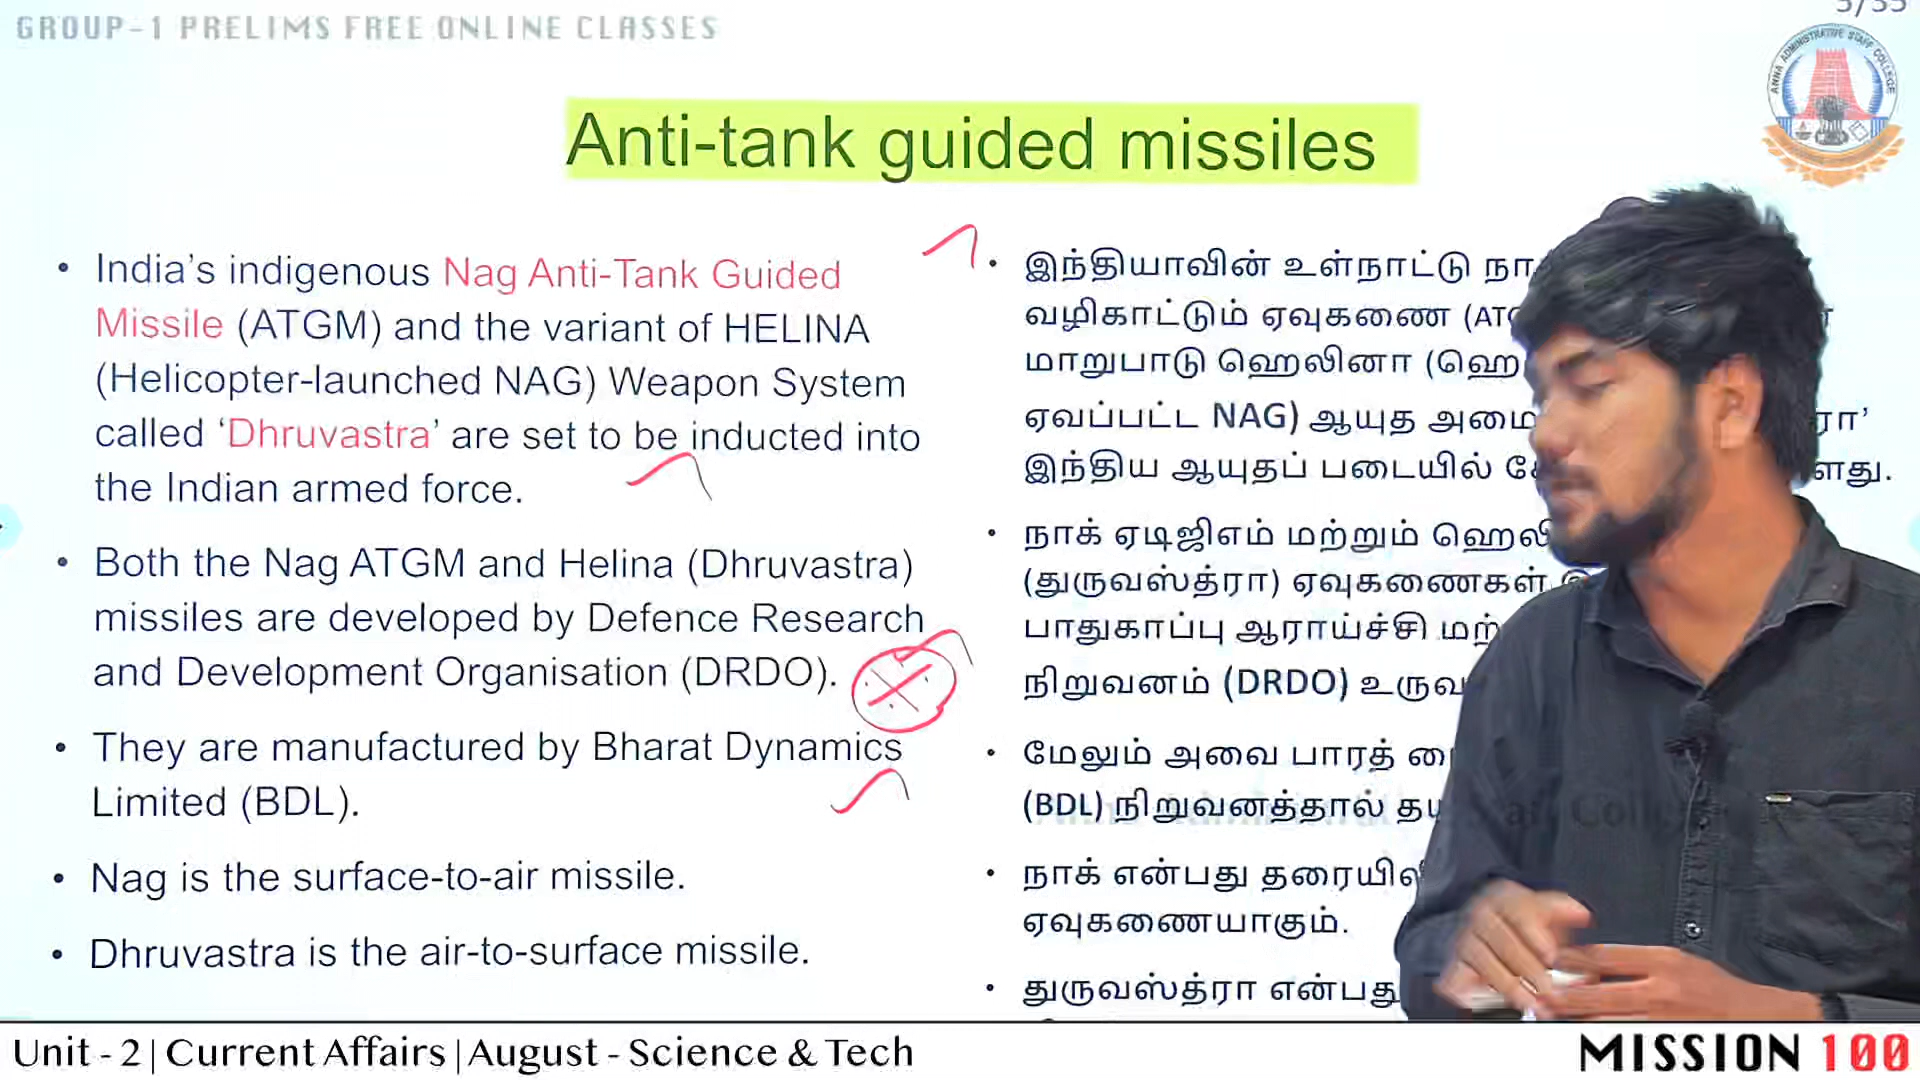 GROUP-1 PRELIMS FREE ONLINE CLASSES
ANNA ADMINISTRATIVE STAFF COLLEGE
Anti-tank guided missiles
• India’s indigenous Nag Anti-Tank Guided
Missile (ATGM) and the variant of HELINA
(Helicopter-launched NAG) Weapon System
called ‘Dhruvastra’ are set to be inducted into
the Indian armed force.
• Both the Nag ATGM and Helina (Dhruvastra)
missiles are developed by Defence Research
and Development Organisation (DRDO).
• They are manufactured by Bharat Dynamics
Limited (BDL).
• Nag is the surface-to-air missile.
• Dhruvastra is the air-to-surface missile.
• இந்தியாவின் உள்நாட்டு
வழிகாட்டும் ஏவுகணை
மாறுபாடு ஹெலினா
ஏவப்பட்ட NAG) ஆயுத
இந்திய ஆயுதப் படையில்
• நாக் ஏடிஜிஎம் மற்றும்
(துருவஸ்த்ரா) ஏவுகணைகள்
பாதுகாப்பு ஆராய்ச்சி
நிறுவனம் (DRDO)
• மேலும் அவை பாரத்
(BDL) நிறுவனத்தால்
• நாக் என்பது
ஏவுகணையாகும்.
• துருவஸ்த்ரா என்பது
Unit - 2 | Current Affairs | August - Science & Tech
MISSION 100